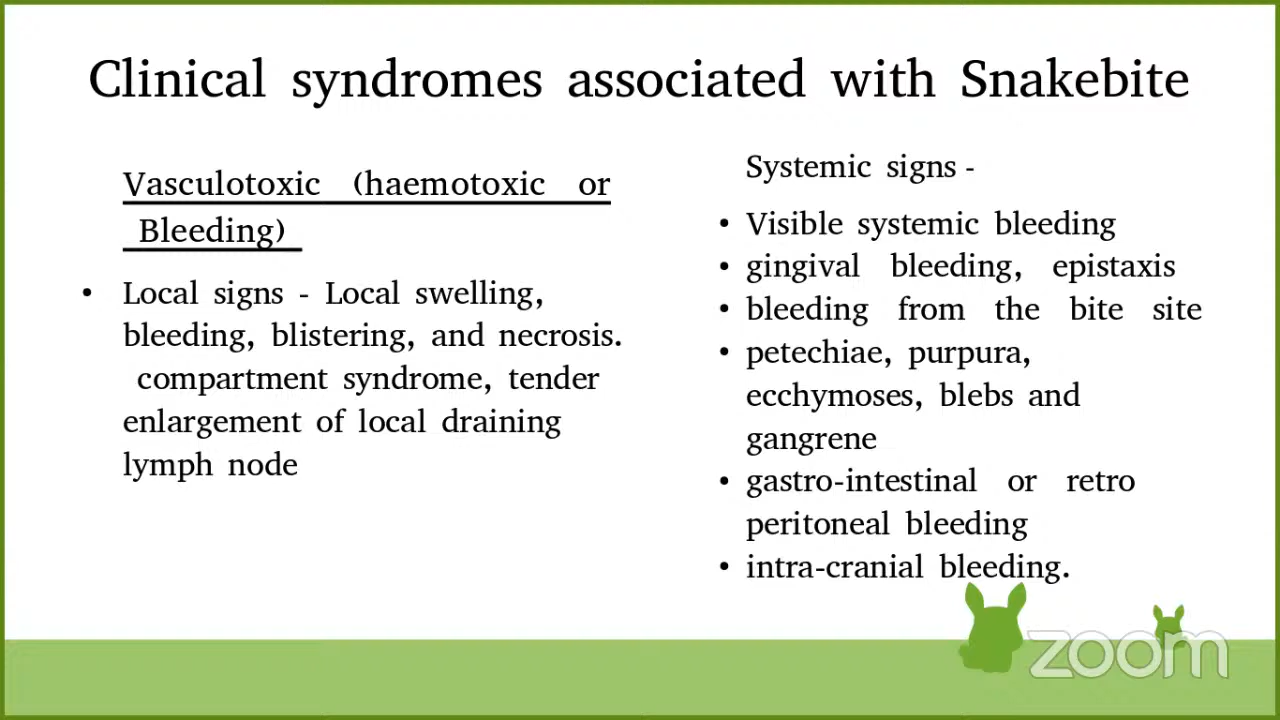 Clinical syndromes associated with Snakebite
Vasculotoxic (haemotoxic or
Bleeding)
• Local signs - Local swelling,
bleeding, blistering, and necrosis.
compartment syndrome, tender
enlargement of local draining
lymph node
Systemic signs -
• Visible systemic bleeding
• gingival bleeding, epistaxis
• bleeding from the bite site
• petechiae, purpura,
ecchymoses, blebs and
gangrene
• gastro-intestinal or retro
peritoneal bleeding
• intra-cranial bleeding.
zoom